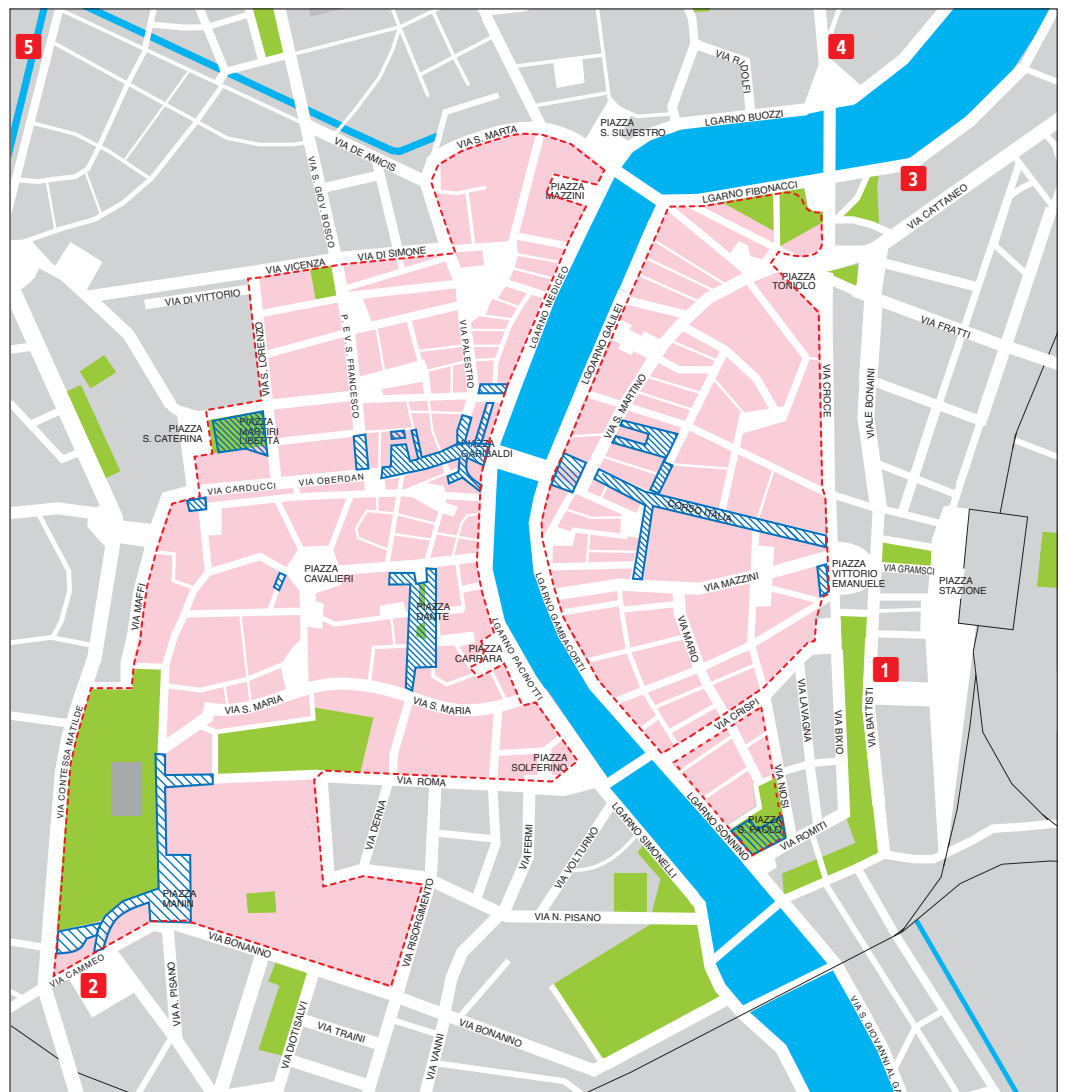 5
4
VIA RADOLFI
PIAZZA
S. SILVESTRO
LGARNO BUOZZI
VIA S. MARTA
VIA DE AMICIS
VIA S. GIOV. BOSCO
3
PIAZZA
MAZZINI
LGARNO FIBONACCI
VIA CATTANEO
VIA DI SIMONE
VIA VICENZA
VIA DI VITTORIO
PIAZZA
TONIOLO
LGARNO MEDICEO
LGOARNO GALILEI
VIA FRATTI
VIA S. LORENZO
P. E V. S. FRANCESCO
VIA PALESTRO
VIA CROCE
VIALE BONAINI
VIA S. MARTINO
PIAZZA
S. CATERINA
PIAZZA
MARTIRI
LIBERTÀ
PIAZZA
GARIBALDI
VIA CARDUCCI
VIA OBERDAN
CORSO ITALIA
PIAZZA
CAVALIERI
PIAZZA
VITTORIO
EMANUELE
VIA GRAMSCI
PIAZZA
STAZIONE
VIA MAZZINI
VIA MAFFI
PIAZZA
DANTE
LGARNO GAMBACORTI
LGARNO PACINOTTI
PIAZZA
CARRARA
VIA MARIO
1
VIA S. MARIA
VIA S. MARIA
VIA CRISPI
VIA LAVAGNA
VIA BIXIO
VIA BATTISTI
VIA CONTESSA MATILDE
PIAZZA
SOLFERINO
VIA ROMA
VIA NIOSI
LGARNO SONNINO
PIAZZA
S. PAOLO
VIA ROMITI
VIA DERNA
VIA FERMI
VIA VOLTURNO
LGARNO SIMONELLI
PIAZZA
MANIN
VIA RISORGIMENTO
VIA N. PISANO
VIA BONANNO
VIA CAMMEO
2
VIA A. PISANO
VIA DIOTISALVI
VIA TRAINI
VIA VANNI
VIA BONANNO
VIA S. GIOVANNI AL GA